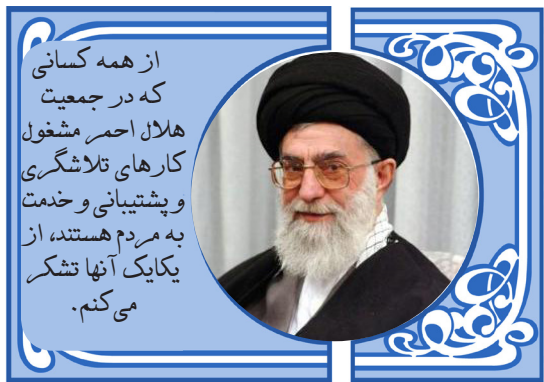 از همه کسانی
که در جمعیت
هلال احمر مشغول
کارهای تلاشگری
و پشتیبانی و خدمت
به مردم هستند، از
یکایک آنها تشکر
می‌کنم.